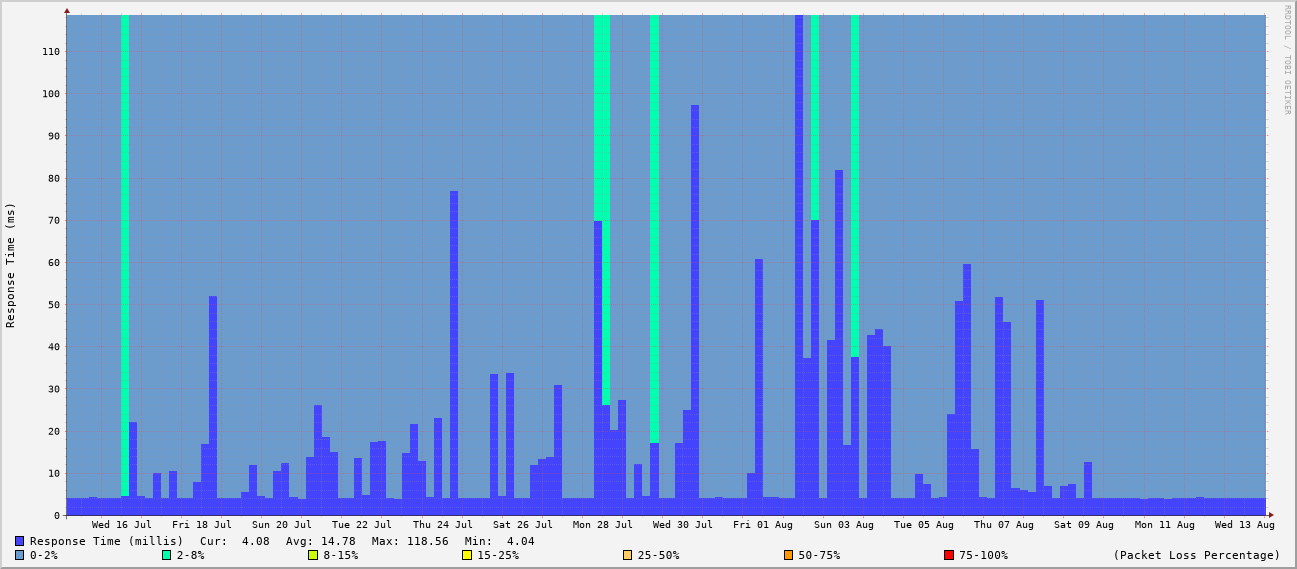 RRDTOOL / TOBI OETIKER
Response Time (ms)
110
100
90
80
70
60
50
40
30
20
10
0
Wed 16 Jul Fri 18 Jul Sun 20 Jul Tue 22 Jul Thu 24 Jul Sat 26 Jul Mon 28 Jul Wed 30 Jul Fri 01 Aug Sun 03 Aug Tue 05 Aug Thu 07 Aug Sat 09 Aug Mon 11 Aug Wed 13 Aug
Response Time (millis) Cur: 4.08 Avg: 14.78 Max: 118.56 Min: 4.04
0-2% 2-8% 8-15% 15-25% 25-50% 50-75% 75-100% (Packet Loss Percentage)